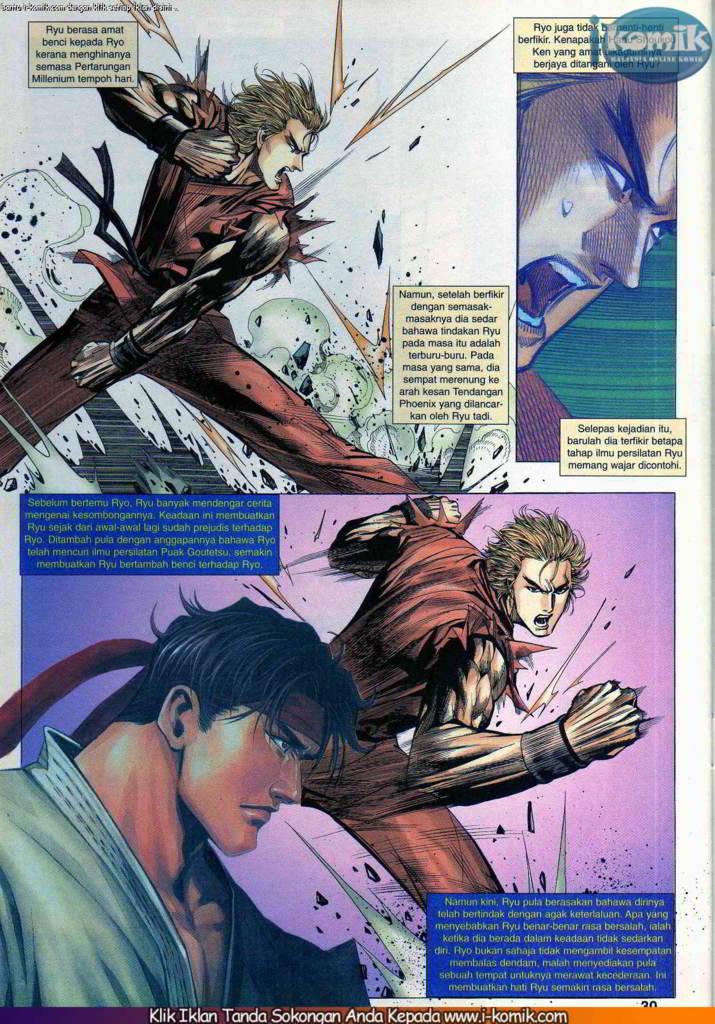 Ryu berasa amat
benci kepada Ryo
kerana menghinanya
semasa Pertarungan
Millenium tempoh hari.
Ryo juga tidak berhenti-henti
berfikir. Kenapakah
Ken yang amat dikaguminya
berjaya ditangani oleh Ryu?
i-komik
MALAYSIA ONLINE KOMIK
Namun, setelah berfikir
dengan semasak-
masaknya dia sedar
bahawa tindakan Ryu
pada masa itu adalah
terburu-buru. Pada
masa yang sama, dia
sempat merenung ke
arah kesan Tendangan
Phoenix yang dilancar-
kan oleh Ryu tadi.
Selepas kejadian itu,
barulah dia terfikir betapa
tahap ilmu persilatan Ryu
memang wajar dicontohi.
Sebelum bertemu Ryo, Ryu banyak mendengar cerita
mengenai kesombongannya. Keadaan ini membuatkan
Ryu sejak dari awal-awal lagi sudah prejudis terhadap
Ryo. Ditambah pula dengan anggapannya bahawa Ryo
telah mencuri ilmu persilatan Puak Goutetsu, semakin
membuatkan Ryu bertambah benci terhadap Ryo.
Namun kini, Ryu pula berasakan bahawa dirinya
telah bertindak dengan agak keterlaluan. Apa yang
menyebabkan Ryu benar-benar rasa bersalah, ialah
ketika dia berada dalam keadaan tidak sedarkan
diri. Ryo bukan sahaja tidak mengambil kesempatan
membalas dendam, malah menyediakan pula
sebuah tempat untuknya merawat kecederaan. Ini
membuatkan hati Ryu semakin rasa bersalah.
Klik Iklan Tanda Sokongan Anda Kepada www.i-komik.com